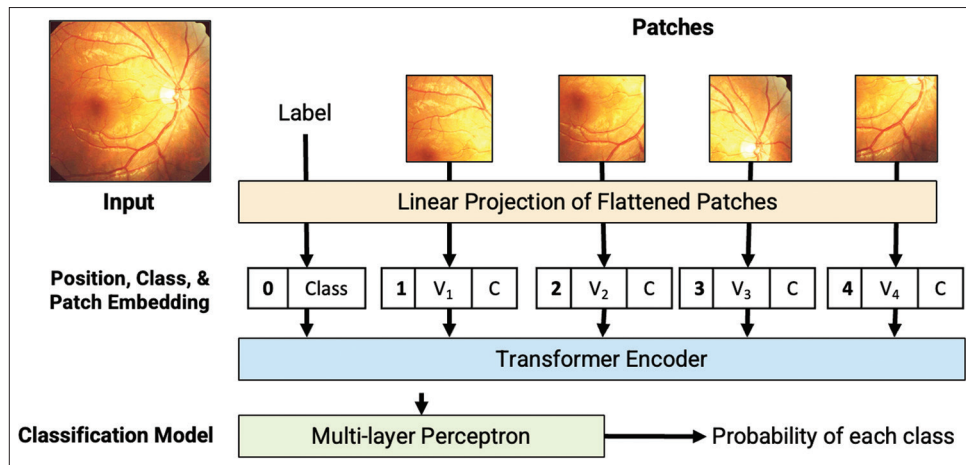 Patches
Label
Input
Linear Projection of Flattened Patches
Position, Class, &
Patch Embedding
0 Class
1 V₁ C
2 V₂ C
3 V₃ C
4 V₄ C
Transformer Encoder
Classification Model
Multi-layer Perceptron
Probability of each class